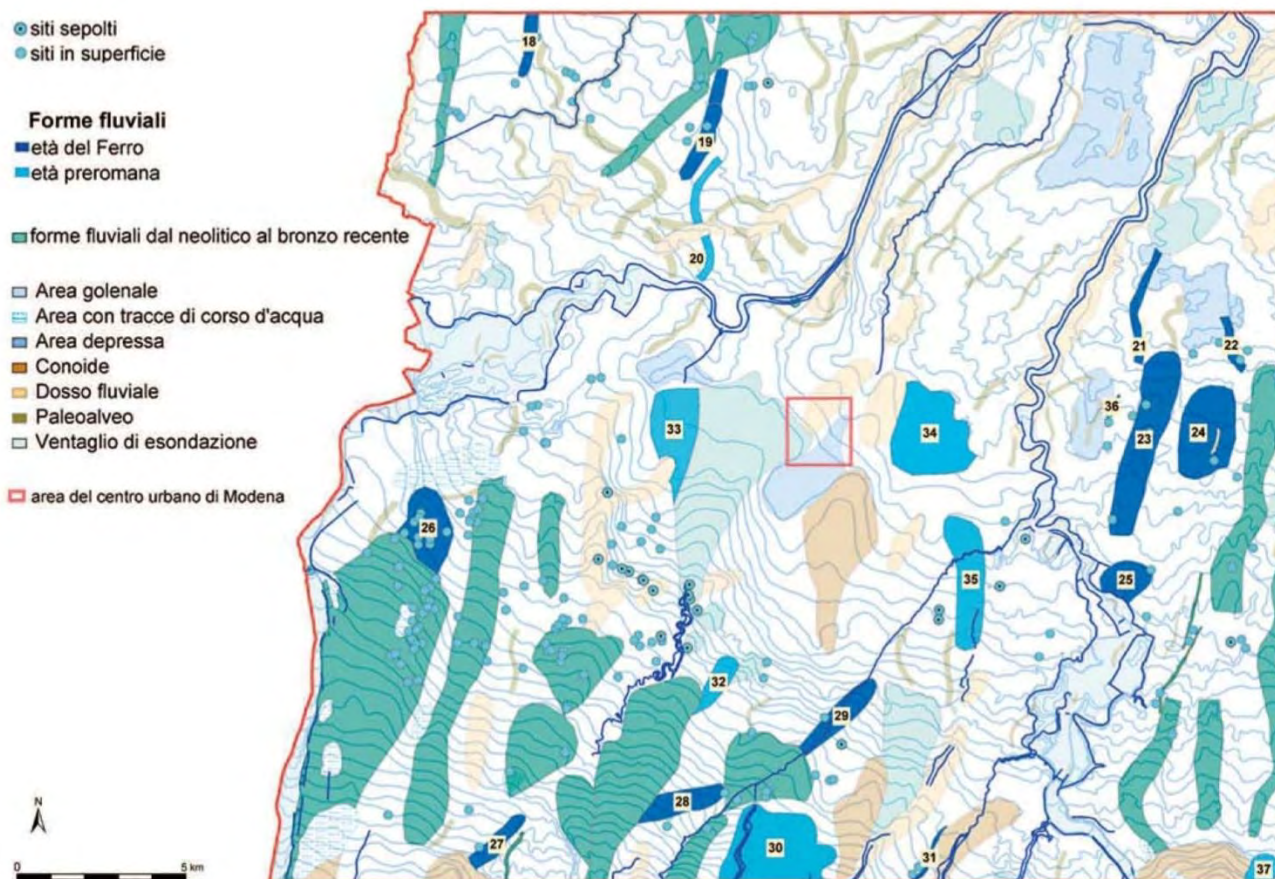 siti sepolti
siti in superficie
Forme fluviali
età del Ferro
età preromana
forme fluviali dal neolitico al bronzo recente
Area golenale
Area con tracce di corso d'acqua
Area depressa
Conoide
Dosso fluviale
Paleoalveo
Ventaglio di esondazione
area del centro urbano di Modena
N
0 5 km
18
19
20
21
22
36
23
24
33
34
26
35
25
32
29
28
27
30
31
37